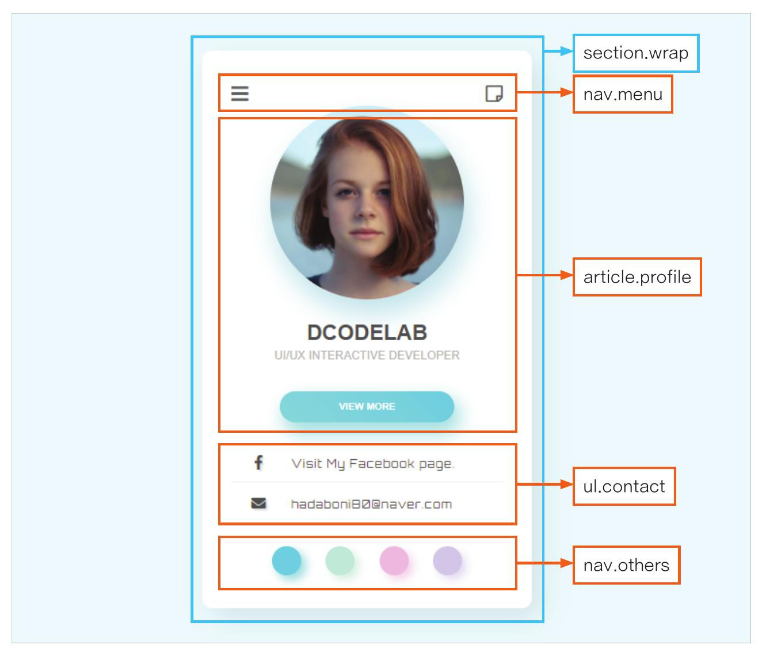 section.wrap
nav.menu
article.profile
DCODELAB
UI/UX INTERACTIVE DEVELOPER
VIEW MORE
Visit My Facebook page.
hadaboni80@naver.com
ul.contact
nav.others